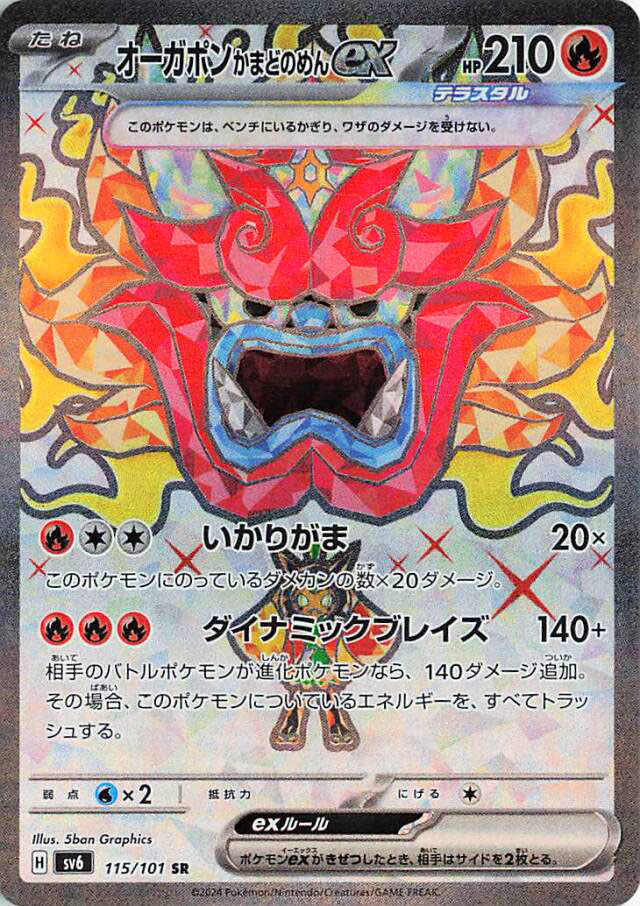 たね オーガポン かまどのめん ex HP 210
テラスタル
このポケモンは、ベンチにいるかぎり、ワザのダメージを受けない。
いかりがま 20×
このポケモンにのっているダメカンの数×20ダメージ。
ダイナミックブレイズ 140+
相手のバトルポケモンが進化ポケモンなら、140ダメージ追加。
その場合、このポケモンについているエネルギーを、すべてトラッ
シュする。
弱点 ×2 抵抗力 にげる
exルール
ポケモンexがきぜつしたとき、相手はサイドを2枚とる。
Illus. 5ban Graphics
H sv6 115/101 SR
©2024 Pokémon/Nintendo/Creatures/GAME FREAK.